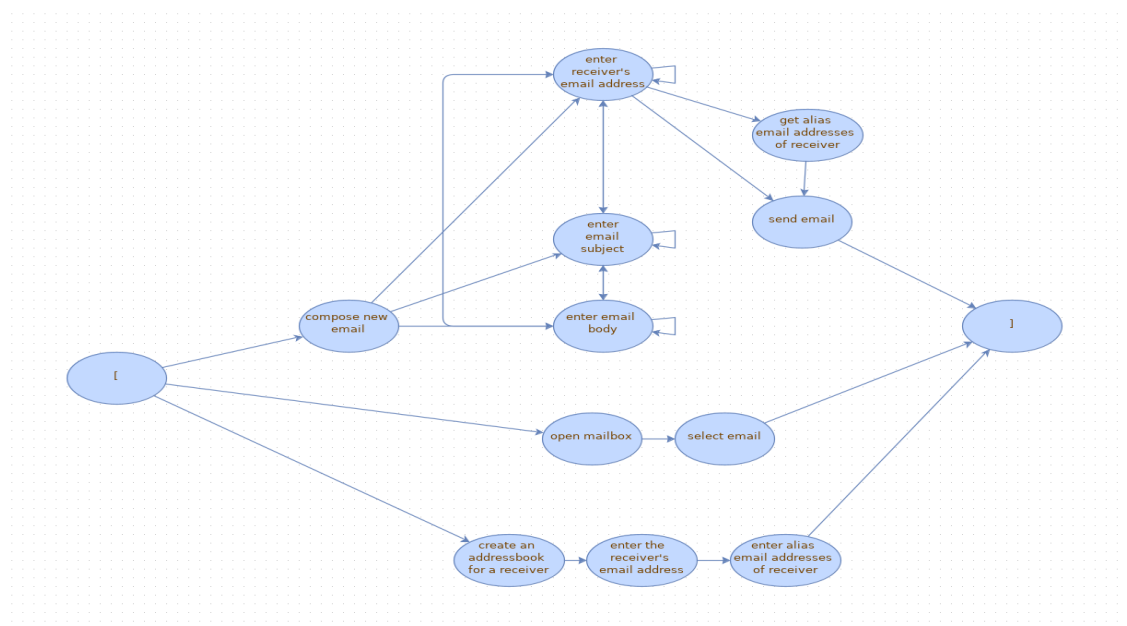 enter
receiver's
email address
get alias
email addresses
of receiver
send email
enter
email
subject
compose new
email
enter email
body
]
[
open mailbox
select email
create an
addressbook
for a receiver
enter the
receiver's
email address
enter alias
email addresses
of receiver